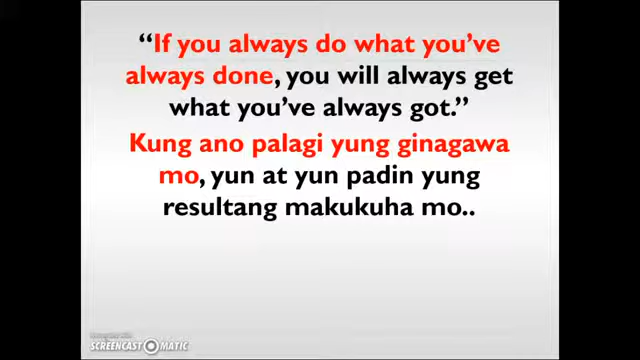 “If you always do what you’ve
always done, you will always get
what you’ve always got.”
Kung ano palagi yung ginagawa
mo, yun at yun padin yung
resultang makukuha mo..
SCREENCAST O MATIC